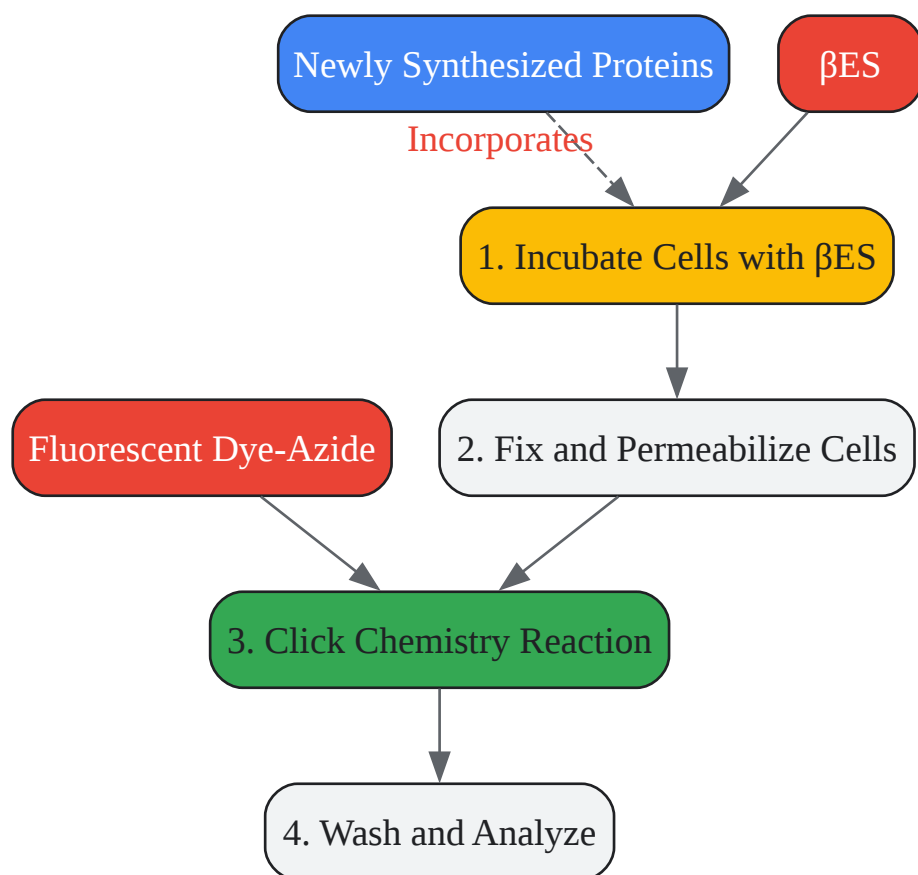 Newly Synthesized Proteins
βES
Incorporates
1. Incubate Cells with βES
Fluorescent Dye-Azide
2. Fix and Permeabilize Cells
3. Click Chemistry Reaction
4. Wash and Analyze